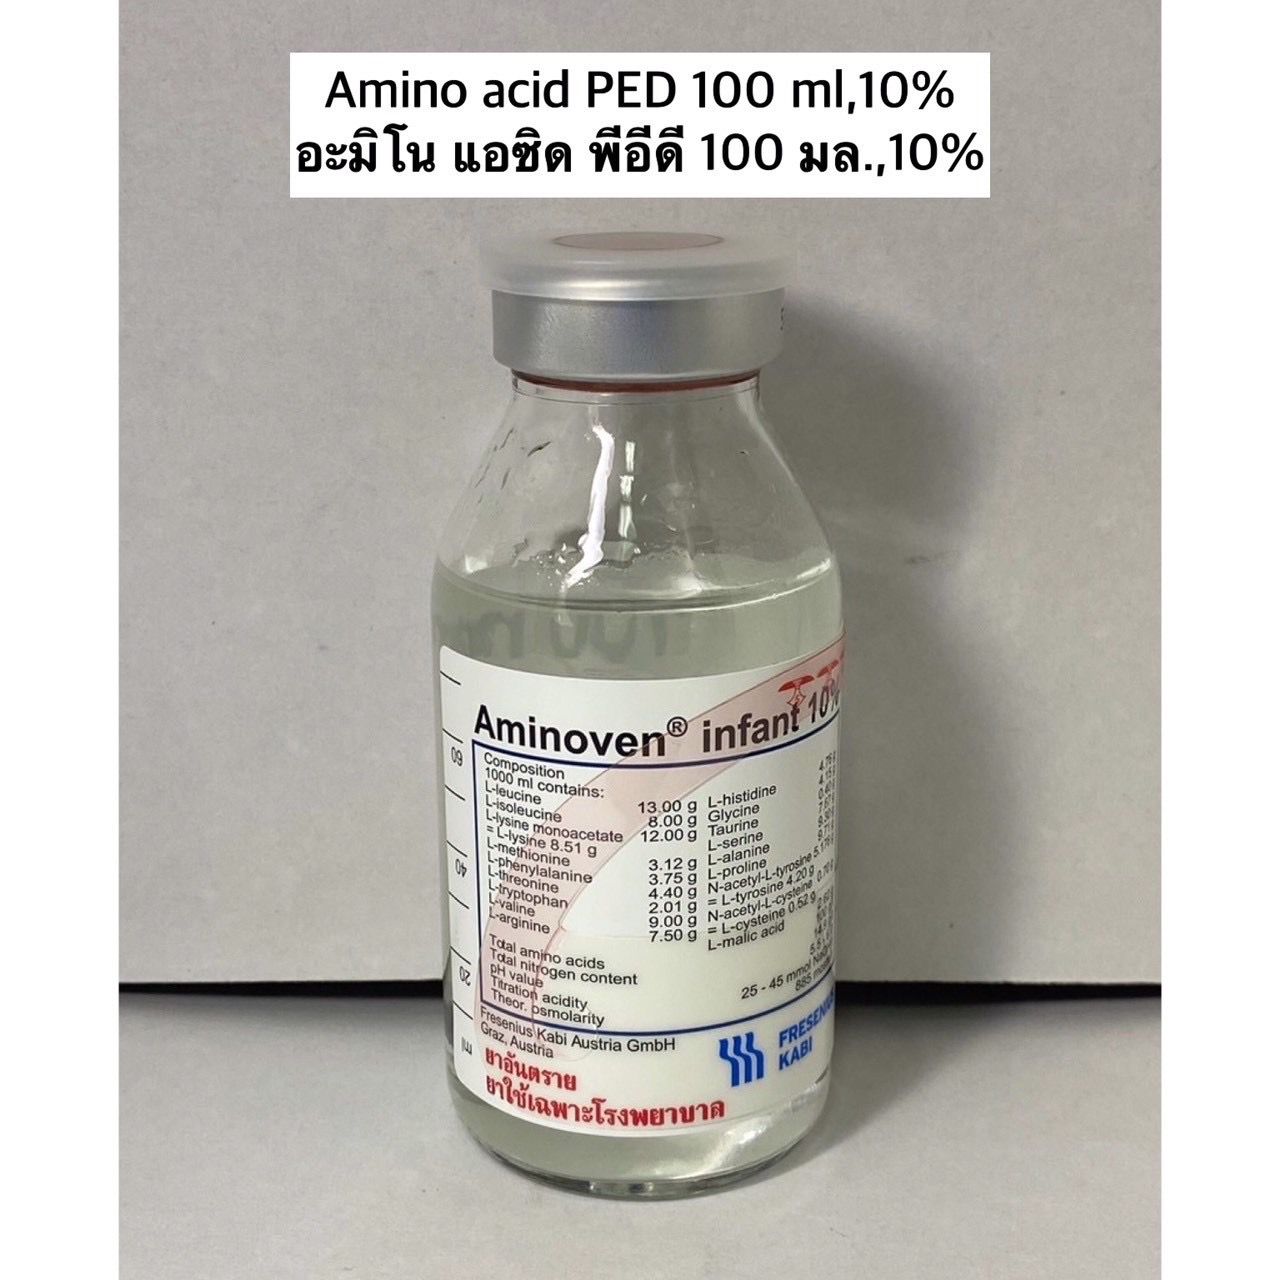 Amino acid PED 100 ml,10%
อะมิโน แอซิด พีอีดี 100 มล.,10%
Aminoven® infant 10%
Composition
1000 ml contains:
L-leucine 13.00 g
L-isoleucine 8.00 g
L-lysine monoacetate 12.00 g
= L-lysine 8.51 g
L-methionine 3.12 g
L-phenylalanine 3.75 g
L-threonine 4.40 g
L-tryptophan 2.01 g
L-valine 9.00 g
L-arginine 7.50 g
L-histidine
Glycine
Taurine
L-serine
L-alanine
L-proline
N-acetyl-L-tyrosine
= L-tyrosine 4.20 g
N-acetyl-L-cysteine
= L-cysteine 0.52 g
L-malic acid
Total amino acids
Total nitrogen content
pH value
Titration acidity 25 - 45 mmol
Theor. osmolarity 885
Fresenius Kabi Austria GmbH
Graz, Austria
FRESENIUS
KABI
ยาอันตราย
ยาใช้เฉพาะโรงพยาบาล
60
40
20
ml